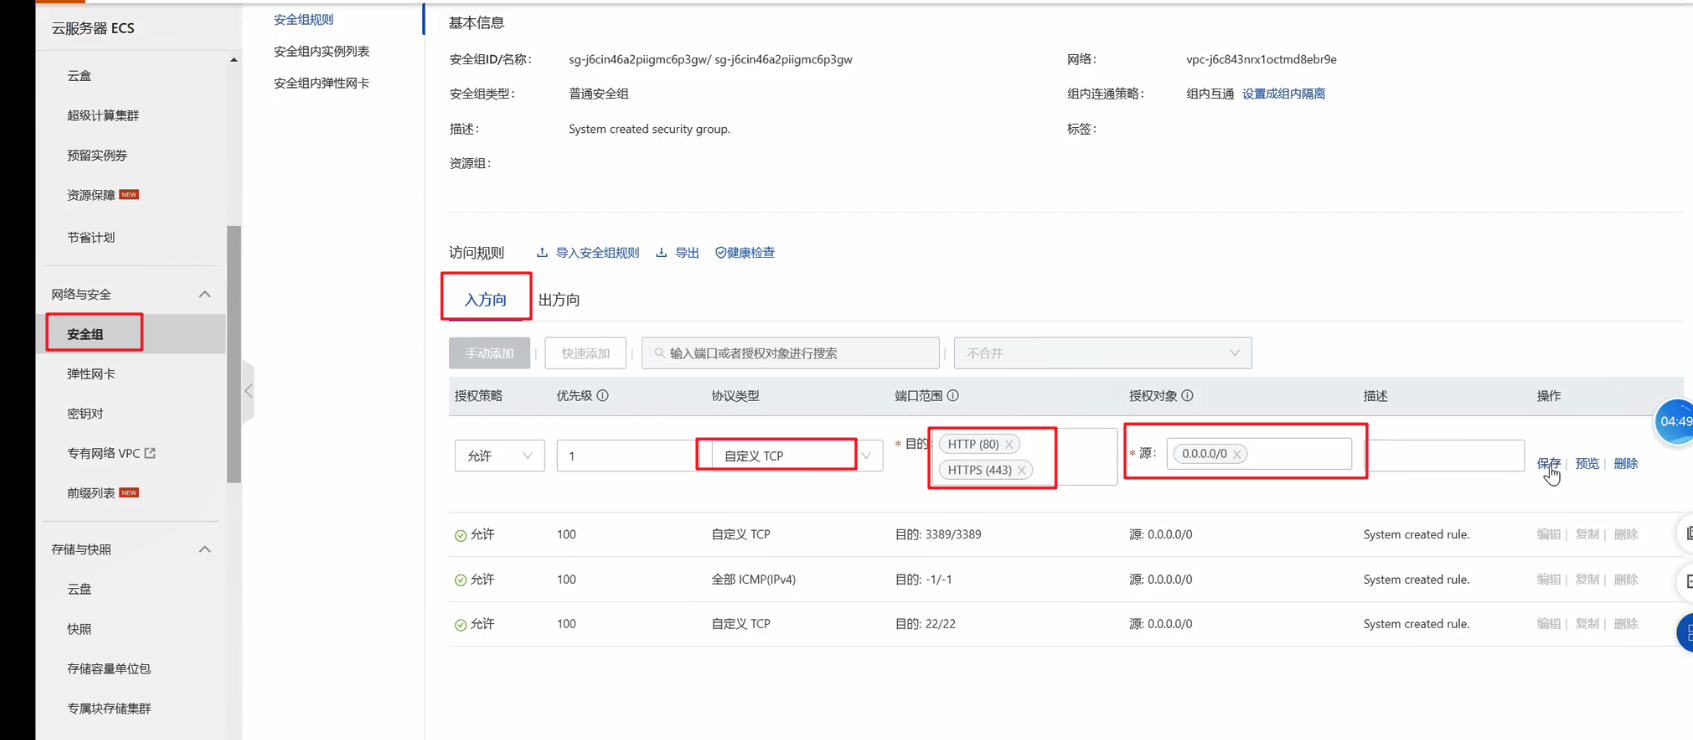 云服务器 ECS
云盒
超级计算集群
预留实例券
资源保障 NEW
节省计划
网络与安全
安全组
弹性网卡
密钥对
专有网络 VPC
前缀列表 NEW
存储与快照
云盘
快照
存储容量单位包
专属块存储集群
安全组规则
安全组内实例列表
安全组内弹性网卡
基本信息
安全组ID/名称: sg-j6cin46a2piigmc6p3gw/ sg-j6cin46a2piigmc6p3gw 网络: vpc-j6c843nrx1octmd8ebr9e
安全组类型: 普通安全组 组内连通策略: 组内互通 设置成组内隔离
描述: System created security group. 标签:
资源组:
访问规则 导入安全组规则 导出 健康检查
入方向 出方向
手动添加 | 快速添加 | 输入端口或者授权对象进行搜索 | 不合并
授权策略 优先级 协议类型 端口范围 授权对象 描述 操作
允许 1 自定义 TCP * 目的: HTTP (80) × HTTPS (443) × * 源: 0.0.0.0/0 × 保存 | 预览 | 删除
允许 100 自定义 TCP 目的: 3389/3389 源: 0.0.0.0/0 System created rule. 编辑 | 复制 | 删除
允许 100 全部 ICMP(IPv4) 目的: -1/-1 源: 0.0.0.0/0 System created rule. 编辑 | 复制 | 删除
允许 100 自定义 TCP 目的: 22/22 源: 0.0.0.0/0 System created rule. 编辑 | 复制 | 删除
04:49